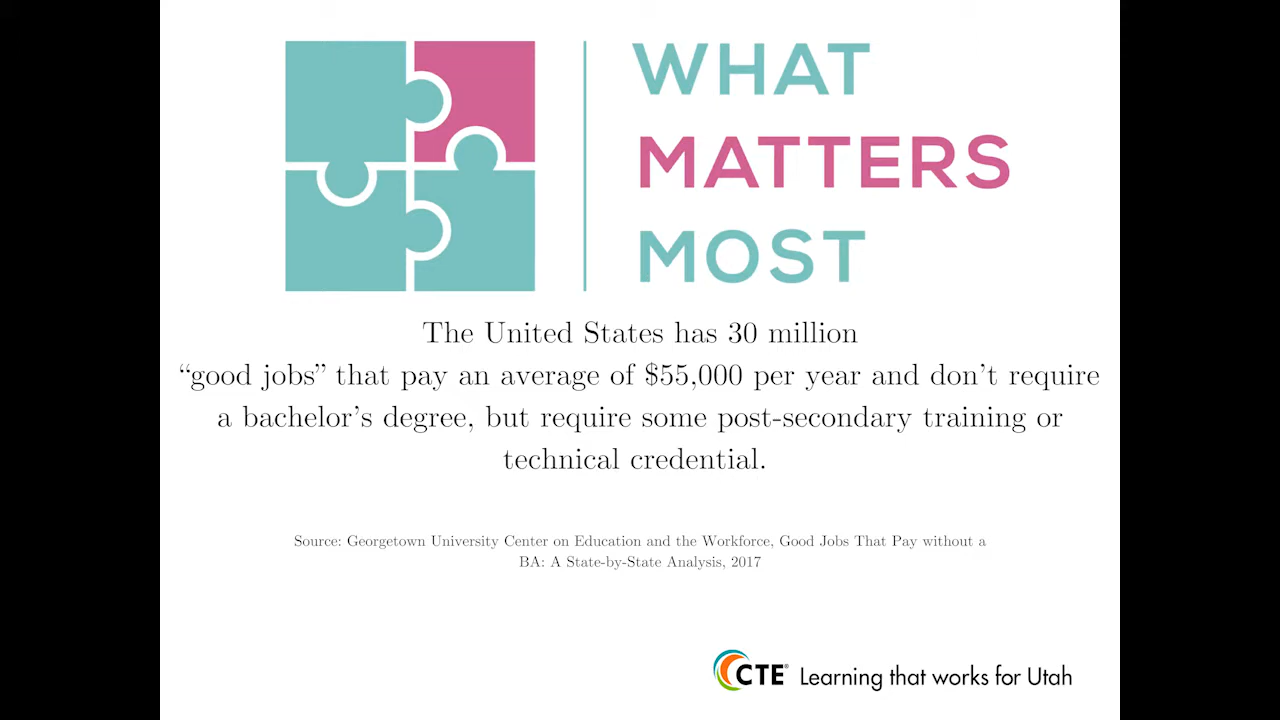 WHAT
MATTERS
MOST
The United States has 30 million
“good jobs” that pay an average of $55,000 per year and don’t require
a bachelor’s degree, but require some post-secondary training or
technical credential.
Source: Georgetown University Center on Education and the Workforce, Good Jobs That Pay without a
BA: A State-by-State Analysis, 2017
CTE® Learning that works for Utah